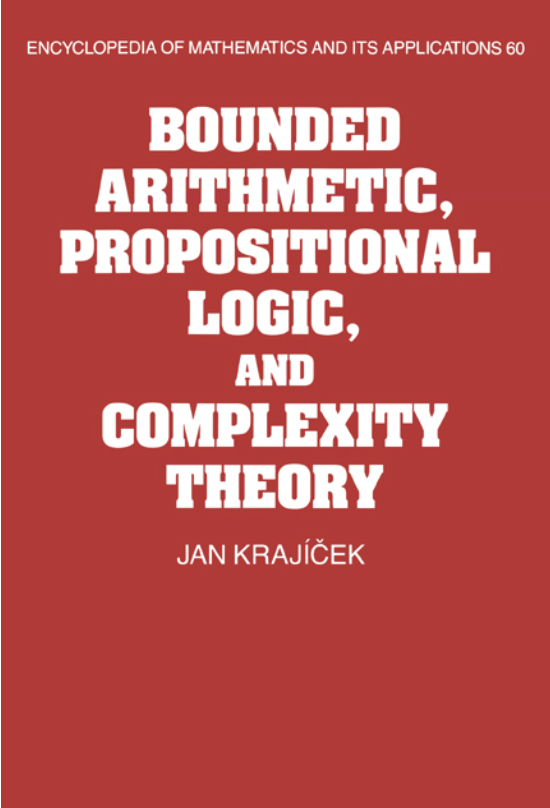 ENCYCLOPEDIA OF MATHEMATICS AND ITS APPLICATIONS 60
BOUNDED
ARITHMETIC,
PROPOSITIONAL
LOGIC,
AND
COMPLEXITY
THEORY
JAN KRAJÍČEK